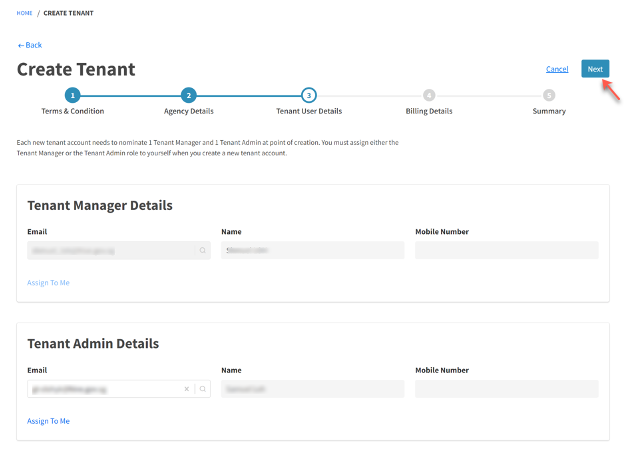 HOME / CREATE TENANT
← Back
Create Tenant
Cancel
Next
1 2 3 4 5
Terms & Condition Agency Details Tenant User Details Billing Details Summary
Each new tenant account needs to nominate 1 Tenant Manager and 1 Tenant Admin at point of creation. You must assign either the
Tenant Manager or the Tenant Admin role to yourself when you create a new tenant account.
Tenant Manager Details
Email Name Mobile Number
Assign To Me
Tenant Admin Details
Email Name Mobile Number
Assign To Me